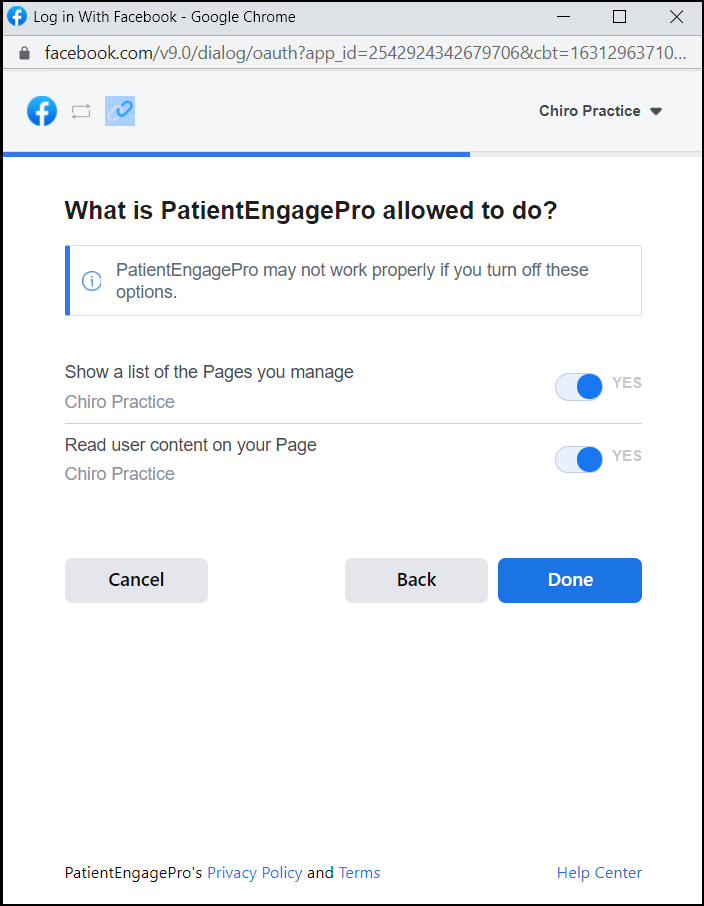 Log in With Facebook - Google Chrome
facebook.com/v9.0/dialog/oauth?app_id=2542924342679706&cbt=16312963710...
Chiro Practice
What is PatientEngagePro allowed to do?
PatientEngagePro may not work properly if you turn off these
options.
Show a list of the Pages you manage
YES
Chiro Practice
Read user content on your Page
YES
Chiro Practice
Cancel
Back
Done
PatientEngagePro's Privacy Policy and Terms
Help Center